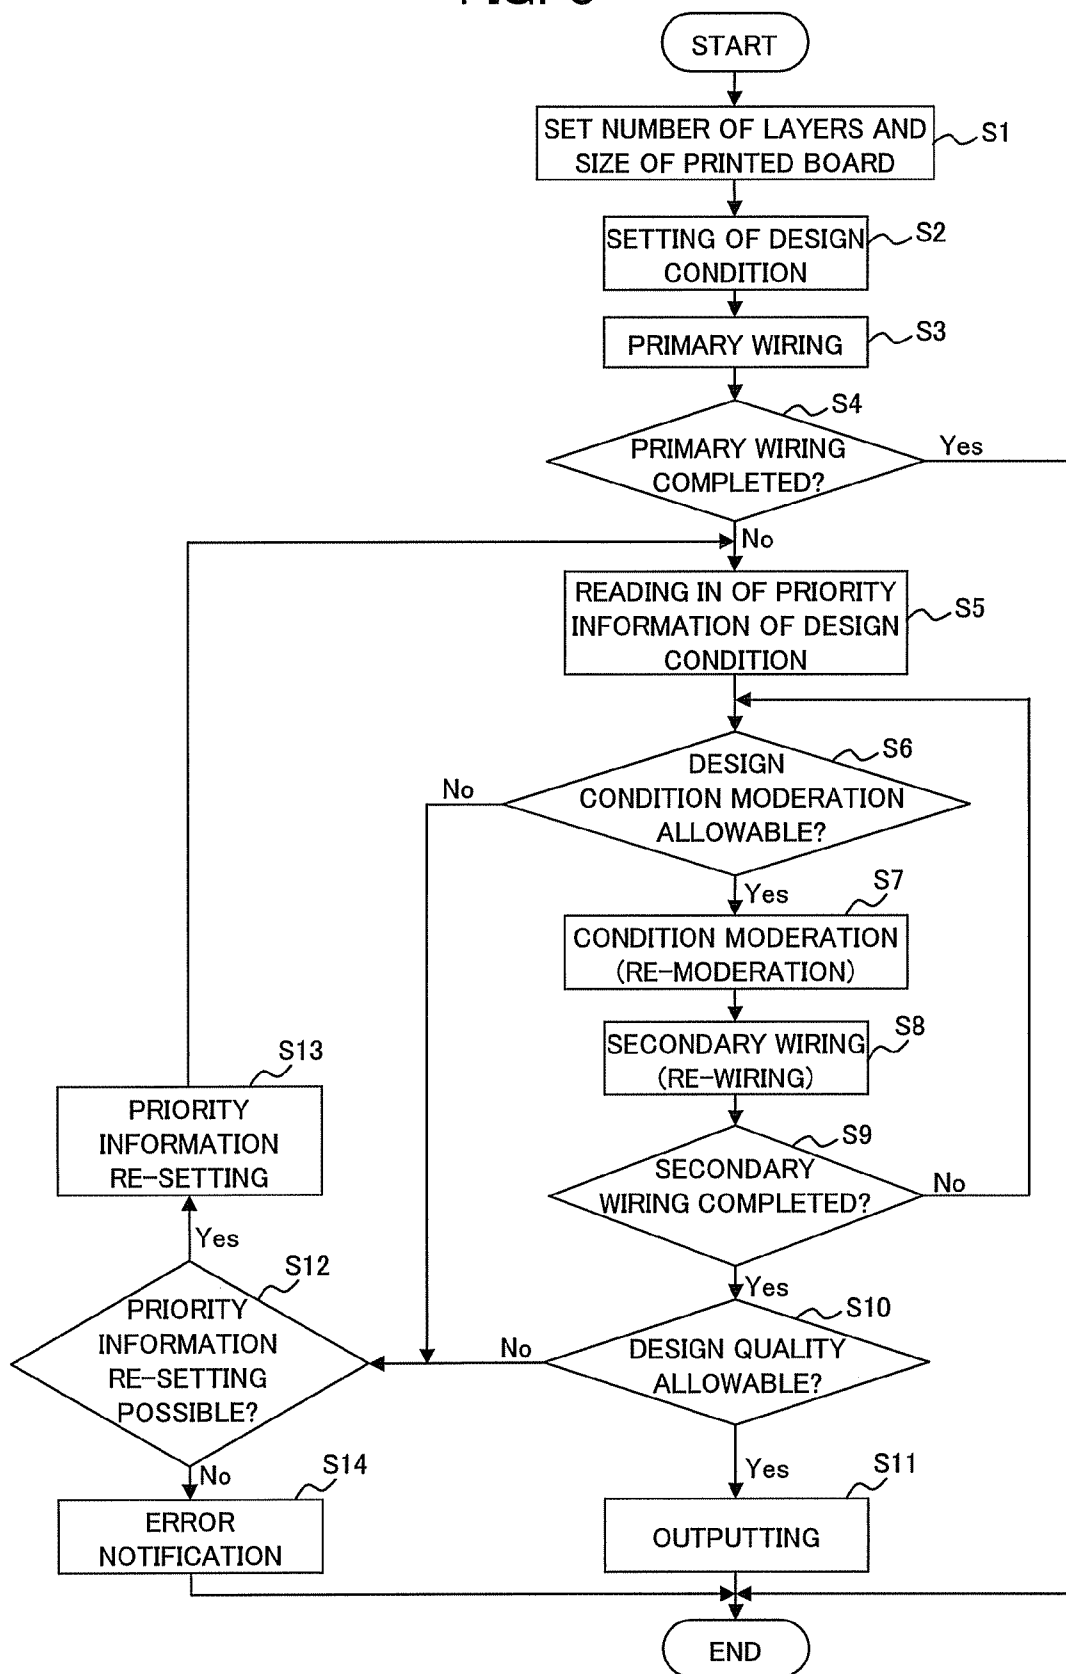 START
SET NUMBER OF LAYERS AND
SIZE OF PRINTED BOARD
S1
SETTING OF DESIGN
CONDITION
S2
PRIMARY WIRING
S3
S4
PRIMARY WIRING
COMPLETED?
Yes
No
READING IN OF PRIORITY
INFORMATION OF DESIGN
CONDITION
S5
S6
DESIGN
CONDITION MODERATION
ALLOWABLE?
No
Yes
S7
CONDITION MODERATION
(RE-MODERATION)
S8
SECONDARY WIRING
(RE-WIRING)
S9
SECONDARY
WIRING COMPLETED?
No
Yes
S10
DESIGN QUALITY
ALLOWABLE?
No
Yes
S11
OUTPUTTING
S13
PRIORITY
INFORMATION
RE-SETTING
Yes
S12
PRIORITY
INFORMATION
RE-SETTING
POSSIBLE?
No
S14
ERROR
NOTIFICATION
END